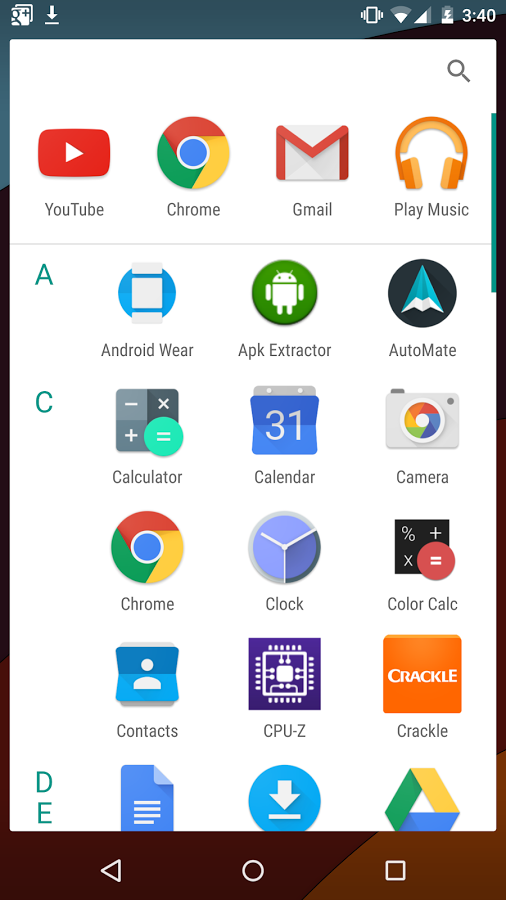 3:40
YouTube Chrome Gmail Play Music
A
Android Wear Apk Extractor AutoMate
C
31
Calculator Calendar Camera
% +
x =
Chrome Clock Color Calc
CRACKLE
Contacts CPU-Z Crackle
D
E